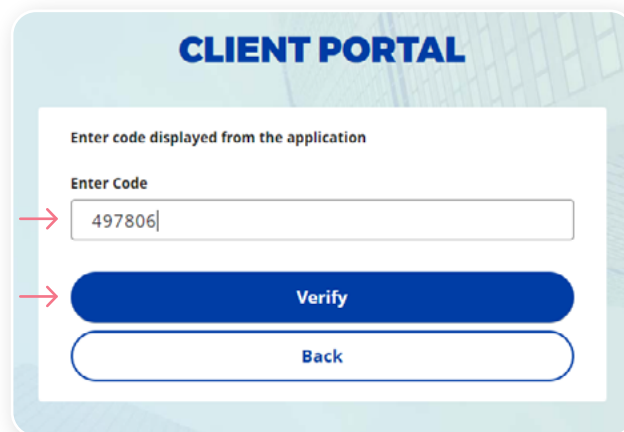 CLIENT PORTAL
Enter code displayed from the application
Enter Code
497806
Verify
Back